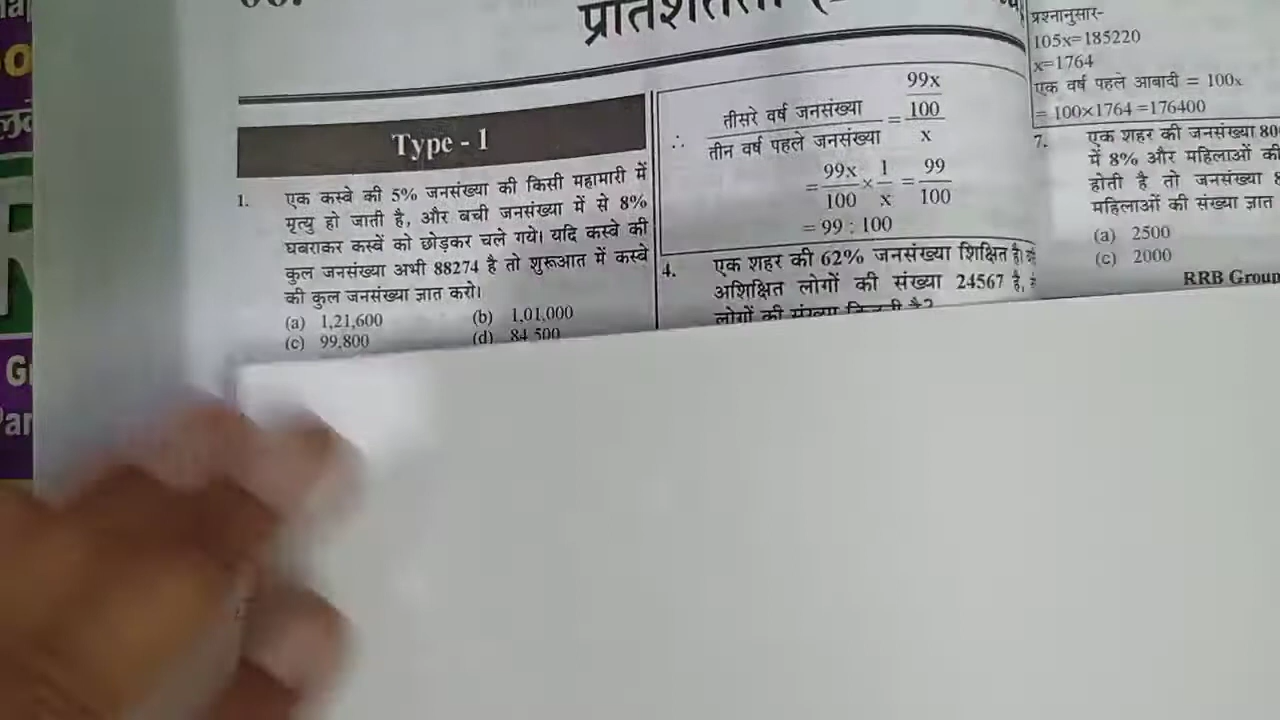 Type - 1
1. एक कस्वे की 5% जनसंख्या की किसी महामारी में
मृत्यु हो जाती है, और बची जनसंख्या में से 8%
घबराकर कस्वें को छोड़कर चले गये। यदि कस्वे की
कुल जनसंख्या अभी 88274 है तो शुरूआत में कस्वे
की कुल जनसंख्या ज्ञात करो।
(a) 1,21,600 (b) 1,01,000
(c) 99,800 (d) 84,500
∴ तीसरे वर्ष जनसंख्या / तीन वर्ष पहले जनसंख्या = 99x/100 / x
= 99x/100 × 1/x = 99/100
= 99 : 100
4. एक शहर की 62% जनसंख्या शिक्षित है।
अशिक्षित लोगों की संख्या 24567 है,
लोगों की संख्या कितनी है?
प्रश्नानुसार-
105x=185220
x=1764
एक वर्ष पहले आबादी = 100x
= 100×1764 =176400
7. एक शहर की जनसंख्या 80
में 8% और महिलाओं की
होती है तो जनसंख्या 8
महिलाओं की संख्या ज्ञात
(a) 2500
(c) 2000
RRB Group